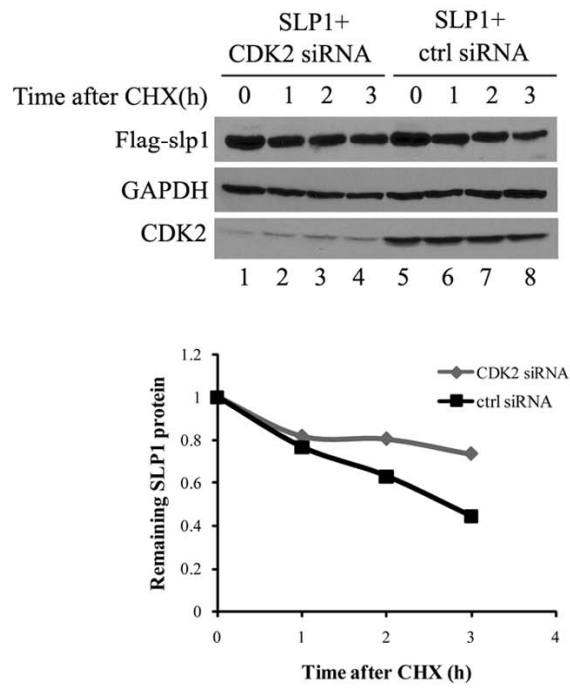 SLP1+ SLP1+
CDK2 siRNA ctrl siRNA
Time after CHX(h) 0 1 2 3 0 1 2 3
Flag-slp1
GAPDH
CDK2
1 2 3 4 5 6 7 8
1.2
1
0.8
0.6
0.4
0.2
0
Remaining SLP1 protein
CDK2 siRNA
ctrl siRNA
0 1 2 3 4
Time after CHX (h)